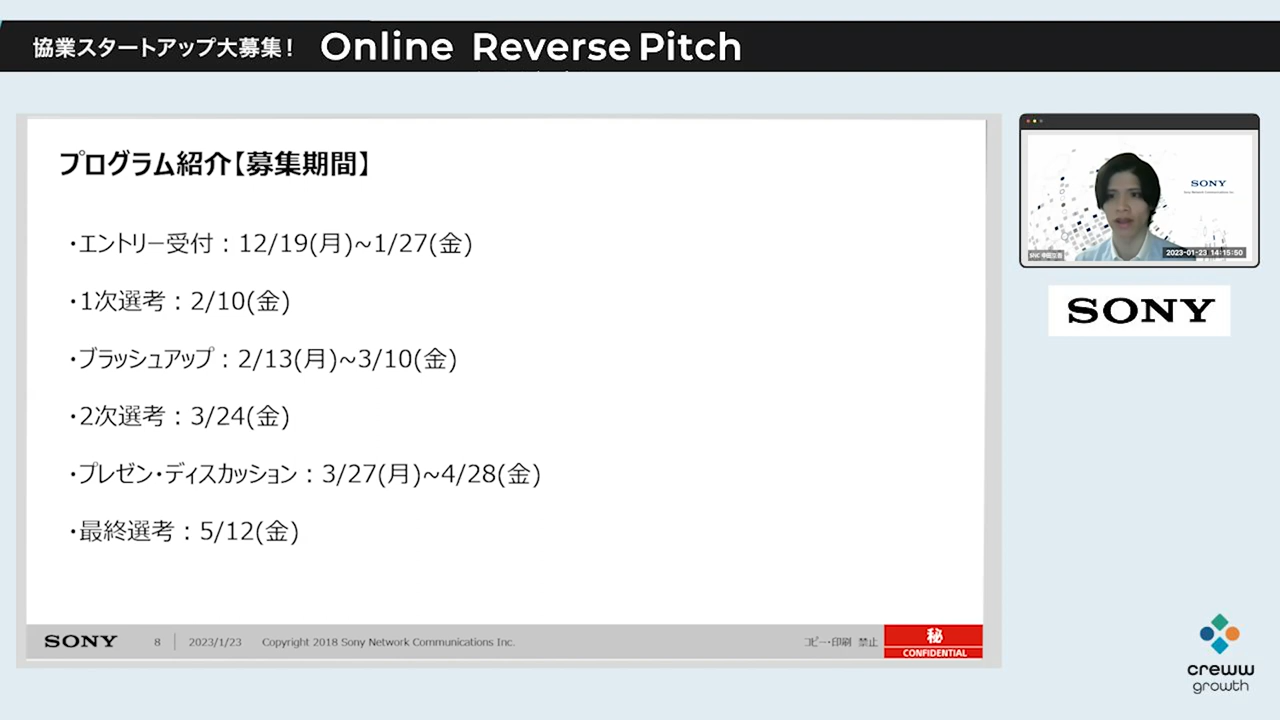 協業スタートアップ大募集！ Online Reverse Pitch
プログラム紹介【募集期間】
・エントリー受付：12/19(月)~1/27(金)
・1次選考：2/10(金)
・ブラッシュアップ：2/13(月)~3/10(金)
・2次選考：3/24(金)
・プレゼン・ディスカッション：3/27(月)~4/28(金)
・最終選考：5/12(金)
SONY 8 2023/1/23 Copyright 2018 Sony Network Communications Inc. コピー・印刷 禁止 秘
CONFIDENTIAL
SONY
Sony Network Communications Inc.
2023-01-23 14:15:50
SONY
creww
growth